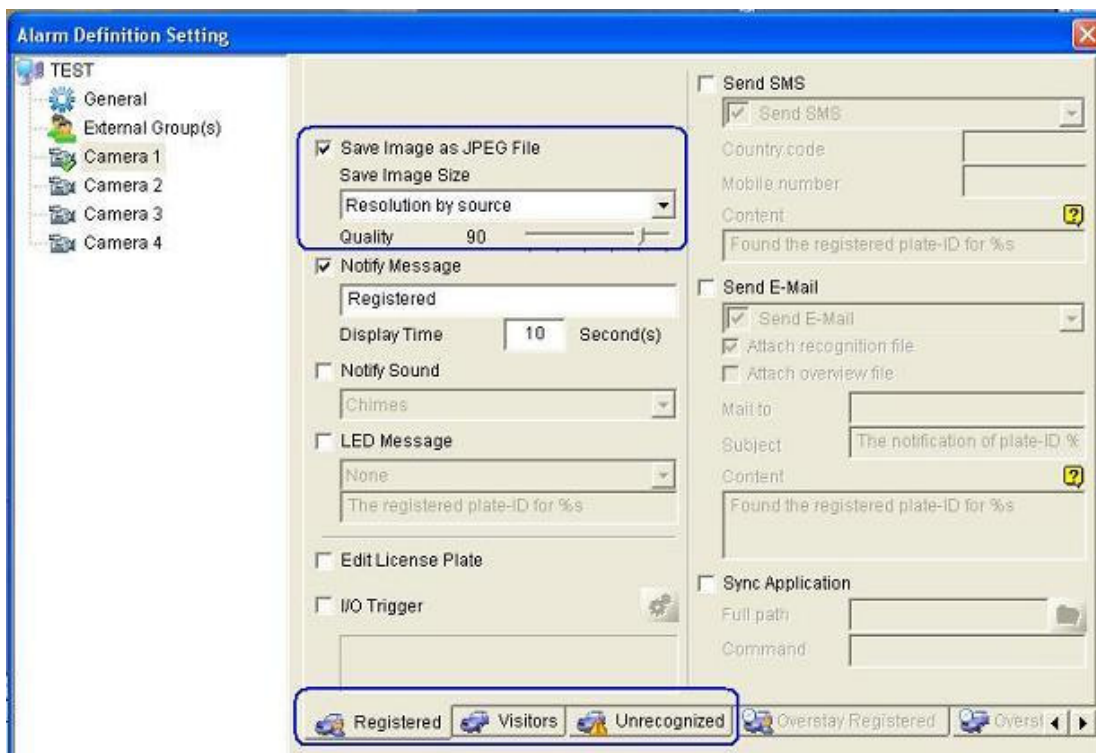 Alarm Definition Setting
TEST
General
External Group(s)
Camera 1
Camera 2
Camera 3
Camera 4
Save Image as JPEG File
Save Image Size
Resolution by source
Quality 90
Notify Message
Registered
Display Time 10 Second(s)
Notify Sound
Chimes
LED Message
None
The registered plate-ID for %s
Edit License Plate
I/O Trigger
Send SMS
Send SMS
Country code
Mobile number
Content
Found the registered plate-ID for %s
Send E-Mail
Send E-Mail
Attach recognition file
Attach overview file
Mail to
Subject The notification of plate-ID %
Content
Found the registered plate-ID for %s
Sync Application
Full path
Command
Registered Visitors Unrecognized Overstay Registered